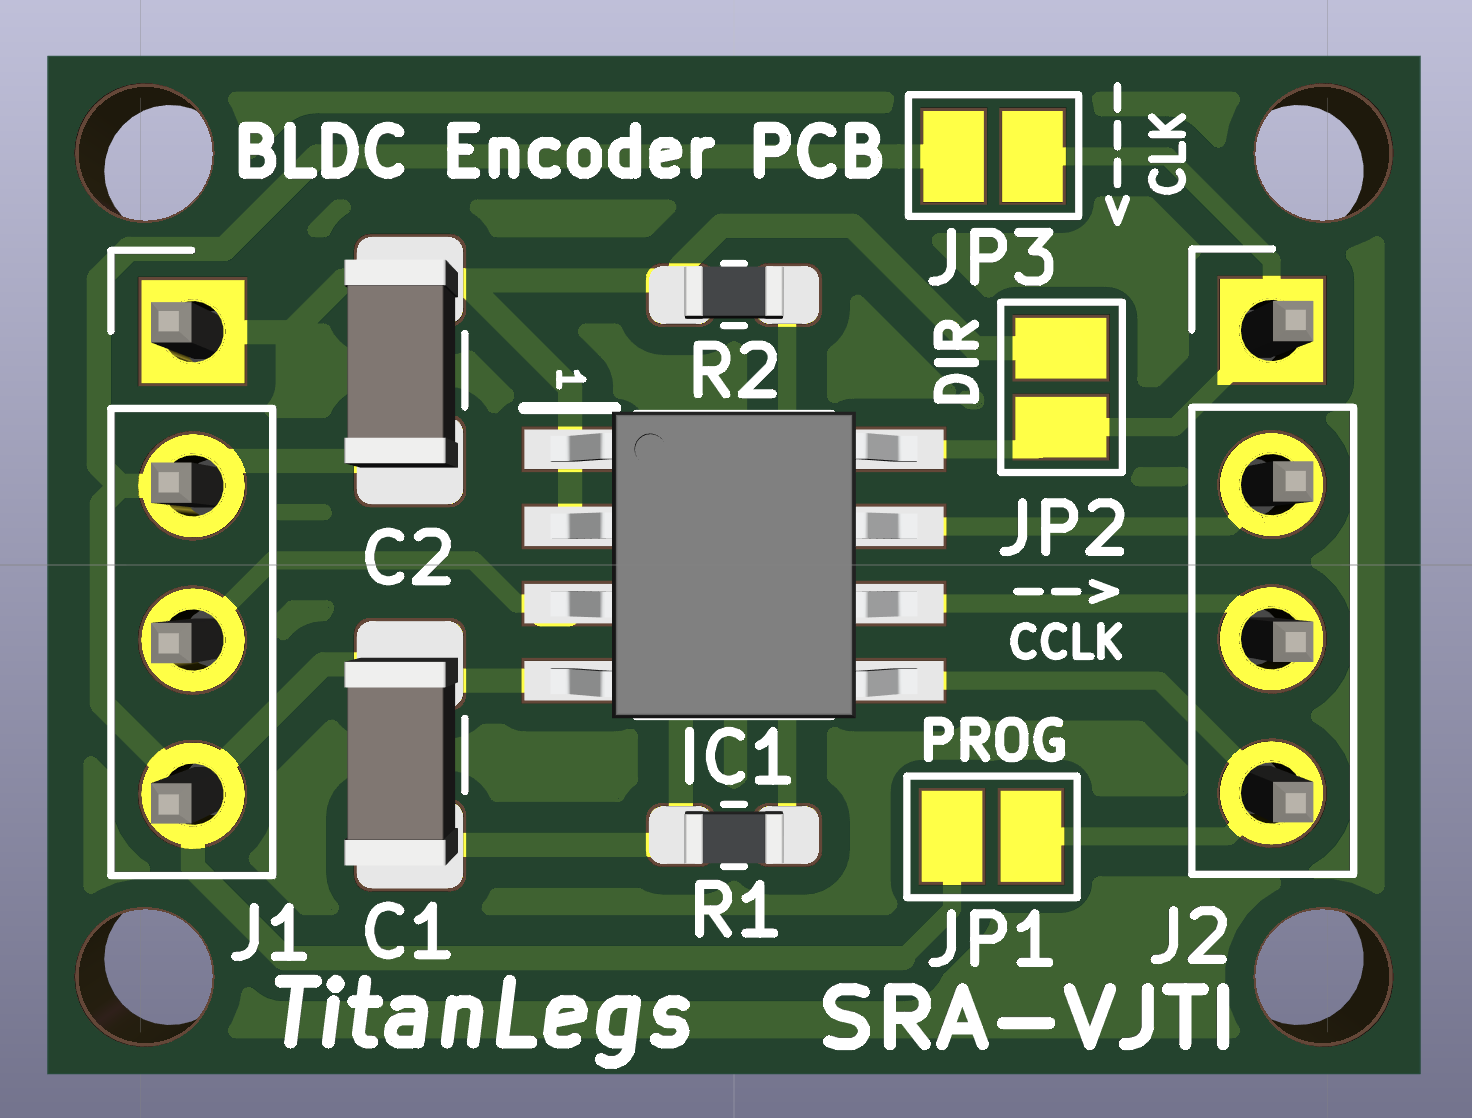 BLDC Encoder PCB
CLK
<---
JP3
DIR
R2
1
JP2
C2
-->
CCLK
PROG
IC1
R1
J1
C1
JP1
J2
TitanLegs
SRA-VJTI